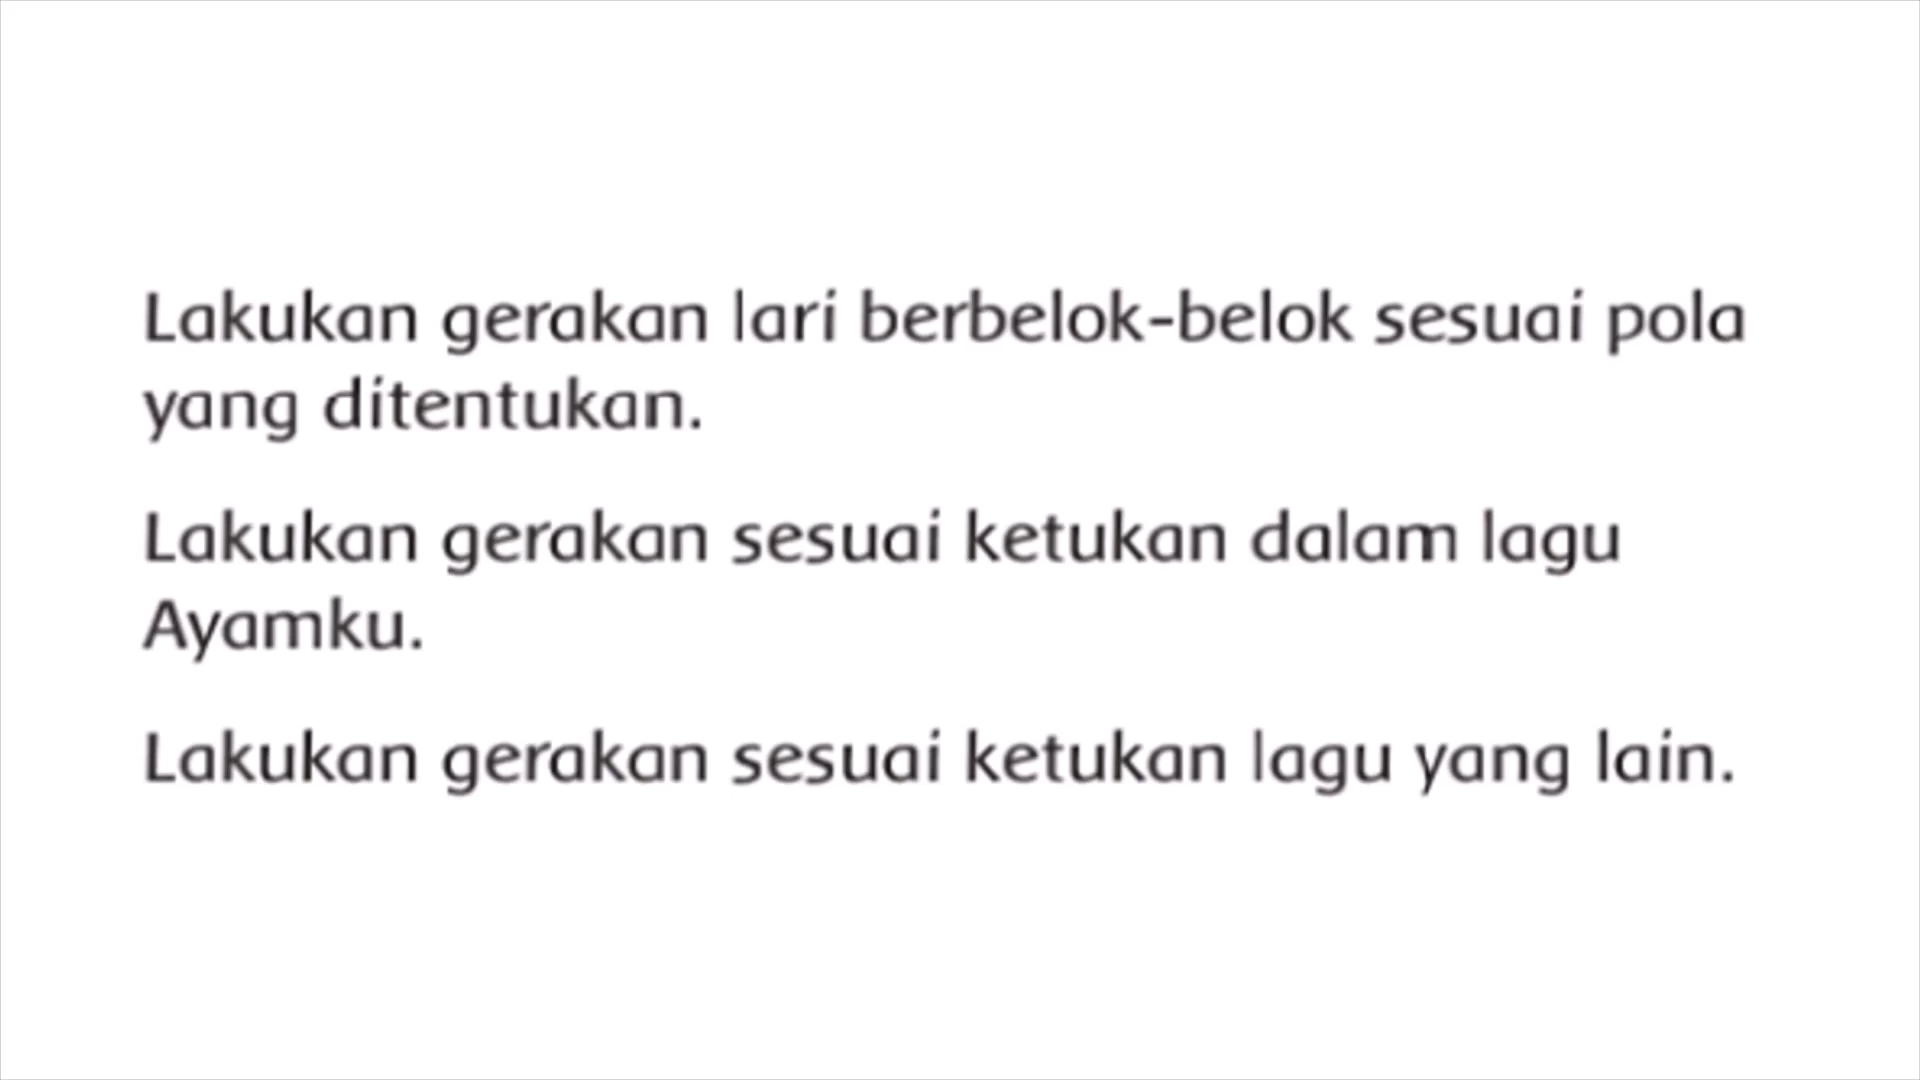 Lakukan gerakan lari berbelok-belok sesuai pola
yang ditentukan.
Lakukan gerakan sesuai ketukan dalam lagu
Ayamku.
Lakukan gerakan sesuai ketukan lagu yang lain.